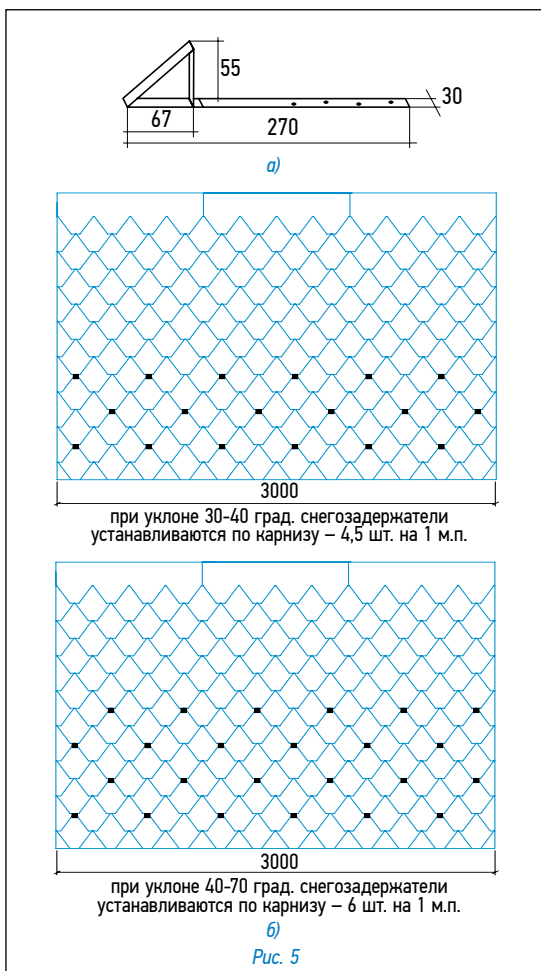 55
30
67
270
а)
3000
при уклоне 30-40 град. снегозадержатели
устанавливаются по карнизу – 4,5 шт. на 1 м.п.
3000
при уклоне 40-70 град. снегозадержатели
устанавливаются по карнизу – 6 шт. на 1 м.п.
б)
Рис. 5